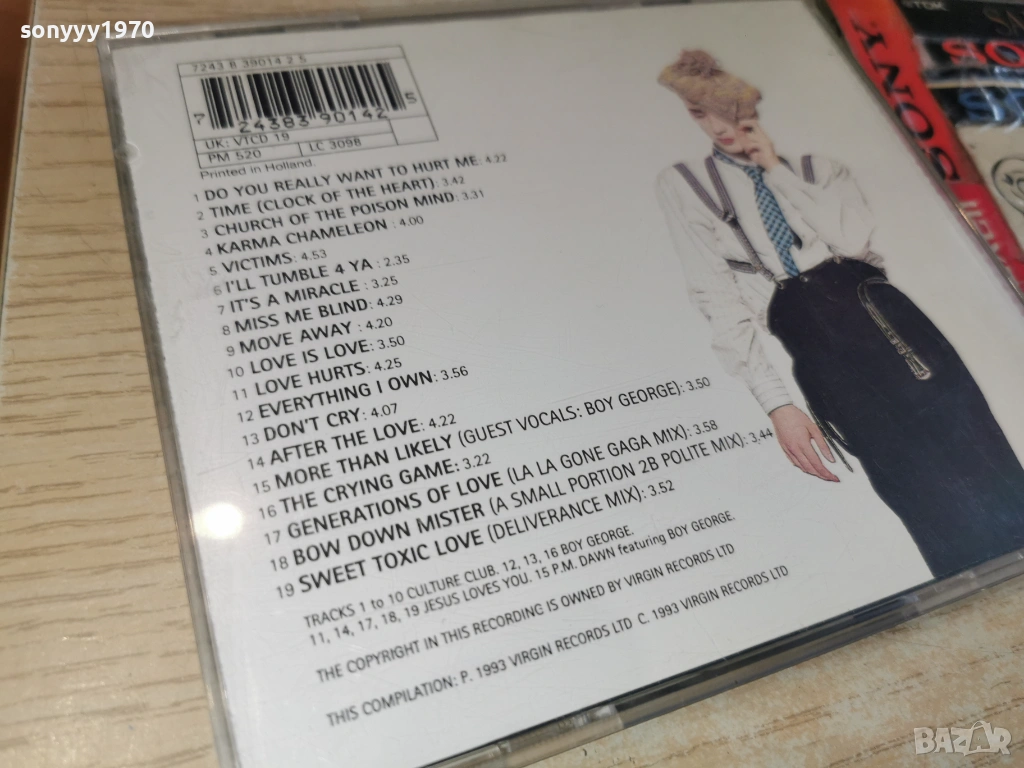 sonyyy1970
7243 8 39014 2 5
7 24383 90142 5
UK: VTCD 19
PM 520
LC 3098
Printed in Holland.
1 DO YOU REALLY WANT TO HURT ME: 4.22
2 TIME (CLOCK OF THE HEART): 3.42
3 CHURCH OF THE POISON MIND: 3.31
4 KARMA CHAMELEON : 4.00
5 VICTIMS: 4.53
6 I'LL TUMBLE 4 YA : 2.35
7 IT'S A MIRACLE : 3.25
8 MISS ME BLIND: 4.29
9 MOVE AWAY : 4.20
10 LOVE IS LOVE: 3.50
11 LOVE HURTS: 4.25
12 EVERYTHING I OWN: 3.56
13 DON'T CRY: 4.07
14 AFTER THE LOVE: 4.22
15 MORE THAN LIKELY (GUEST VOCALS: BOY GEORGE): 3.50
16 THE CRYING GAME: 3.22
17 GENERATIONS OF LOVE (LA LA GONE GAGA MIX): 3.58
18 BOW DOWN MISTER (A SMALL PORTION 2B POLITE MIX): 3.44
19 SWEET TOXIC LOVE (DELIVERANCE MIX): 3.52
TRACKS 1 to 10 CULTURE CLUB. 12, 13, 16 BOY GEORGE.
11, 14, 17, 18, 19 JESUS LOVES YOU. 15 P.M. DAWN featuring BOY GEORGE.
THE COPYRIGHT IN THIS RECORDING IS OWNED BY VIRGIN RECORDS LTD
THIS COMPILATION: P. 1993 VIRGIN RECORDS LTD C. 1993 VIRGIN RECORDS LTD
SONY
TDK
BAZAR